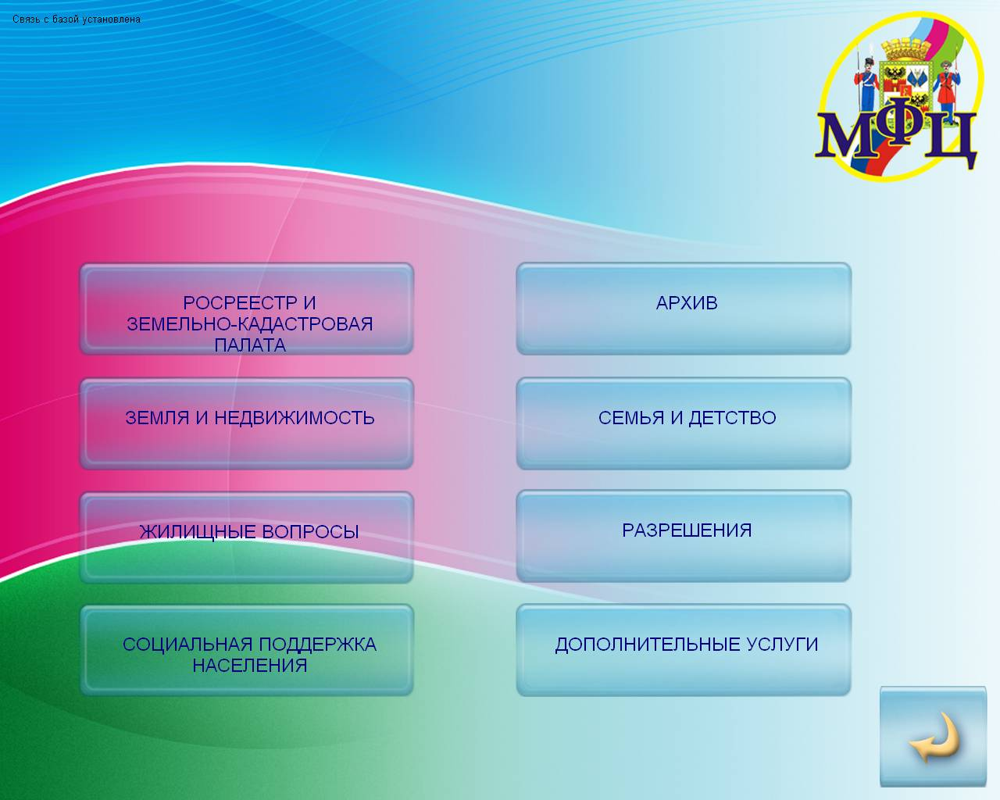 Связь с базой установлена
МФЦ
РОСРЕЕСТР И
ЗЕМЕЛЬНО-КАДАСТРОВАЯ
ПАЛАТА
АРХИВ
ЗЕМЛЯ И НЕДВИЖИМОСТЬ
СЕМЬЯ И ДЕТСТВО
ЖИЛИЩНЫЕ ВОПРОСЫ
РАЗРЕШЕНИЯ
СОЦИАЛЬНАЯ ПОДДЕРЖКА
НАСЕЛЕНИЯ
ДОПОЛНИТЕЛЬНЫЕ УСЛУГИ